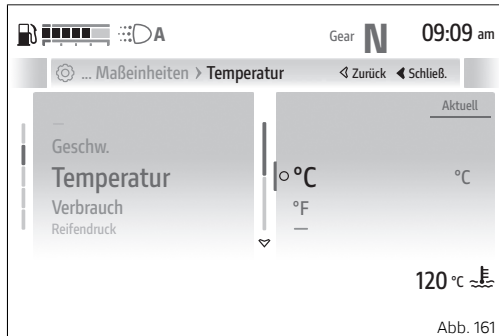 A Gear N 09:09 am
... Maßeinheiten > Temperatur Zurück Schließ.
Aktuell
Geschw.
Temperatur °C °C
Verbrauch °F
Reifendruck
120 °C
Abb. 161